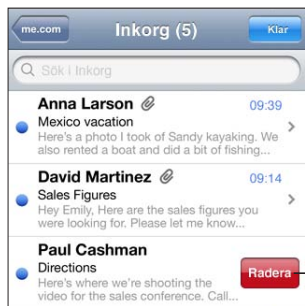 me.com
Inkorg (5)
Klar
Sök i Inkorg
Anna Larson
09:39
Mexico vacation
Here's a photo I took of Sandy kayaking. We
also rented a boat and did a bit of fishing...
David Martinez
09:14
Sales Figures
Hey Emily, Here are the sales figures you
were looking for. Please let me know...
Paul Cashman
Directions
Radera
Here's where we're shooting the
video for the sales conference. Call...